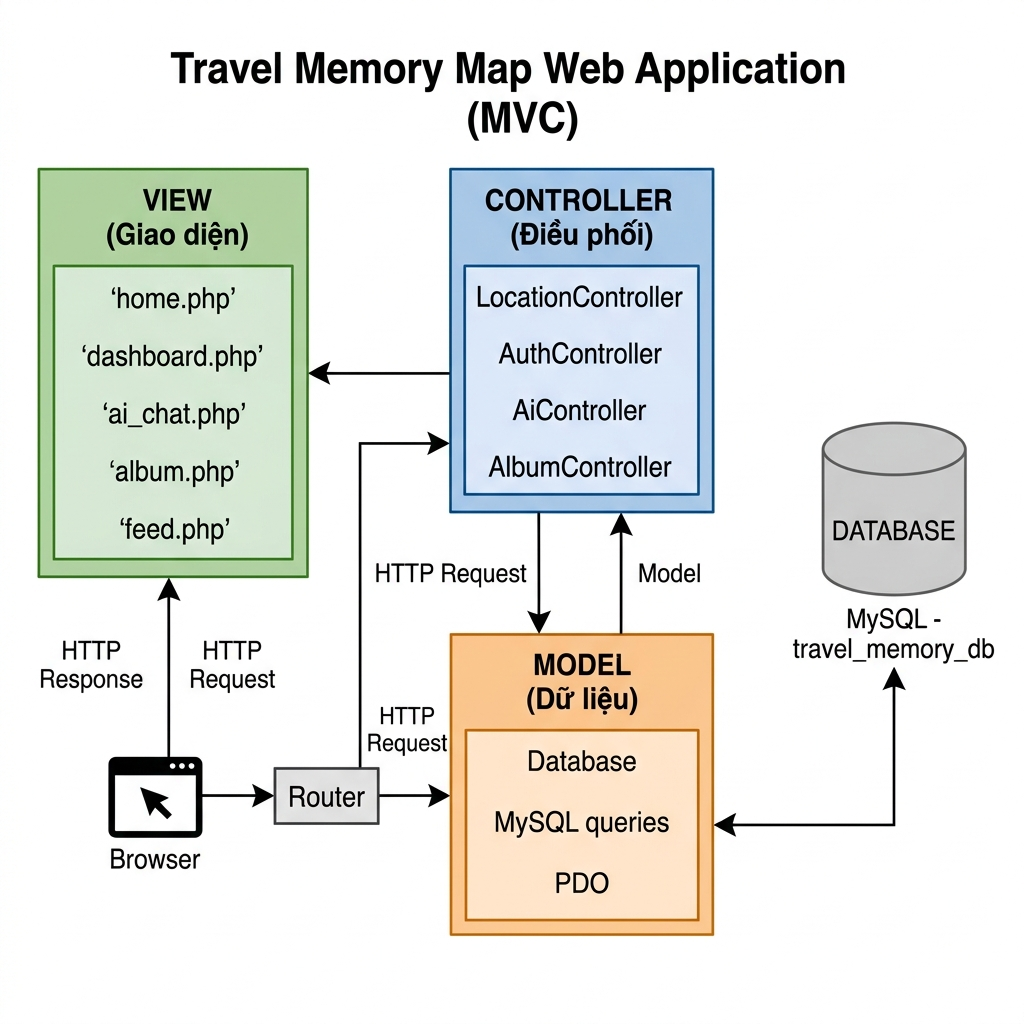 Travel Memory Map Web Application
(MVC)
VIEW
(Giao diện)
‘home.php’
‘dashboard.php’
‘ai_chat.php’
‘album.php’
‘feed.php’
CONTROLLER
(Điều phối)
LocationController
AuthController
AiController
AlbumController
DATABASE
MySQL -
travel_memory_db
HTTP Request
Model
HTTP
Response
HTTP
Request
HTTP
Request
MODEL
(Dữ liệu)
Database
MySQL queries
PDO
Router
Browser